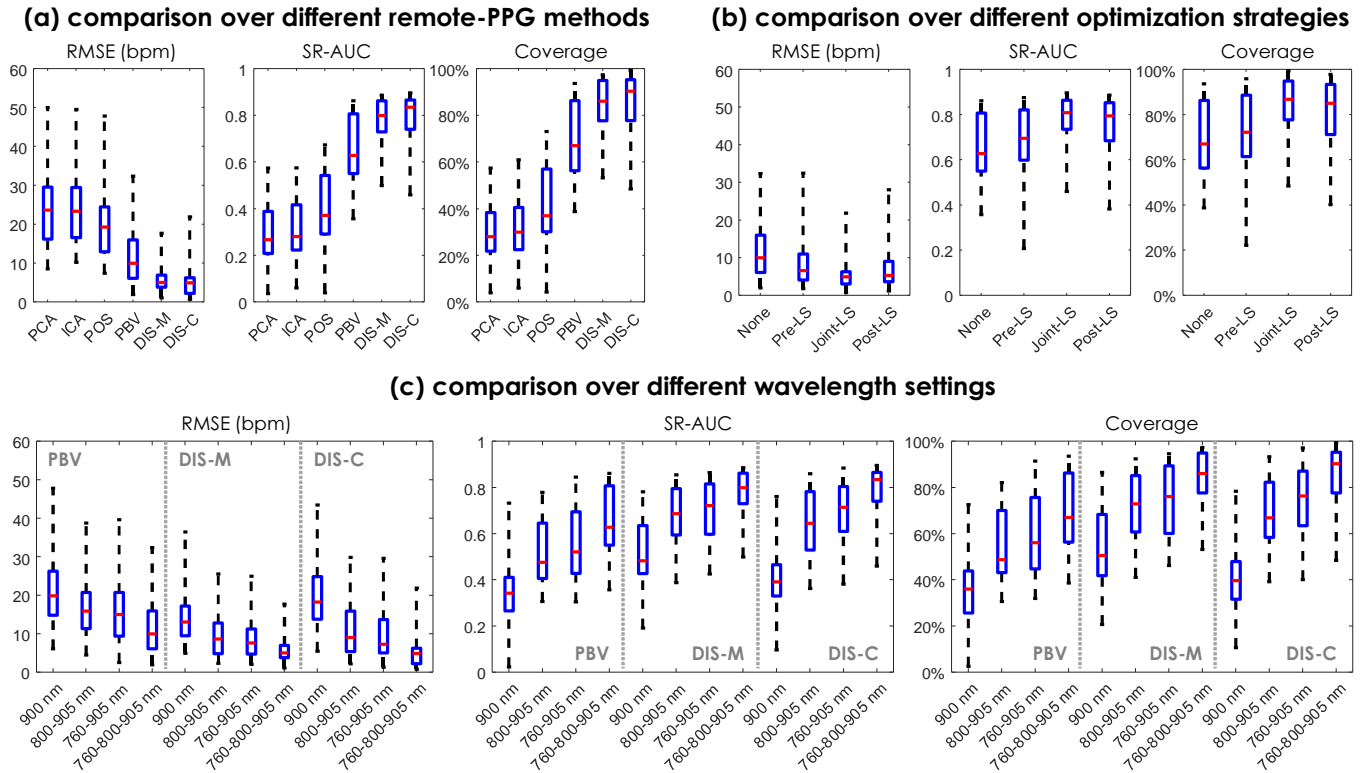 (a) comparison over different remote-PPG methods
RMSE (bpm)
60
50
40
30
20
10
0
PCA
ICA
POS
PBV
DIS-M
DIS-C
SR-AUC
1
0.8
0.6
0.4
0.2
0
PCA
ICA
POS
PBV
DIS-M
DIS-C
Coverage
100%
80%
60%
40%
20%
0%
PCA
ICA
POS
PBV
DIS-M
DIS-C
(b) comparison over different optimization strategies
RMSE (bpm)
60
50
40
30
20
10
0
None
Pre-LS
Joint-LS
Post-LS
SR-AUC
1
0.8
0.6
0.4
0.2
0
None
Pre-LS
Joint-LS
Post-LS
Coverage
100%
80%
60%
40%
20%
0%
None
Pre-LS
Joint-LS
Post-LS
(c) comparison over different wavelength settings
RMSE (bpm)
60
50
40
30
20
10
0
PBV
DIS-M
DIS-C
900 nm
800-905 nm
760-905 nm
760-800-905 nm
900 nm
800-905 nm
760-905 nm
760-800-905 nm
900 nm
800-905 nm
760-905 nm
760-800-905 nm
SR-AUC
1
0.8
0.6
0.4
0.2
0
PBV
DIS-M
DIS-C
900 nm
800-905 nm
760-905 nm
760-800-905 nm
900 nm
800-905 nm
760-905 nm
760-800-905 nm
900 nm
800-905 nm
760-905 nm
760-800-905 nm
Coverage
100%
80%
60%
40%
20%
0%
PBV
DIS-M
DIS-C
900 nm
800-905 nm
760-905 nm
760-800-905 nm
900 nm
800-905 nm
760-905 nm
760-800-905 nm
900 nm
800-905 nm
760-905 nm
760-800-905 nm